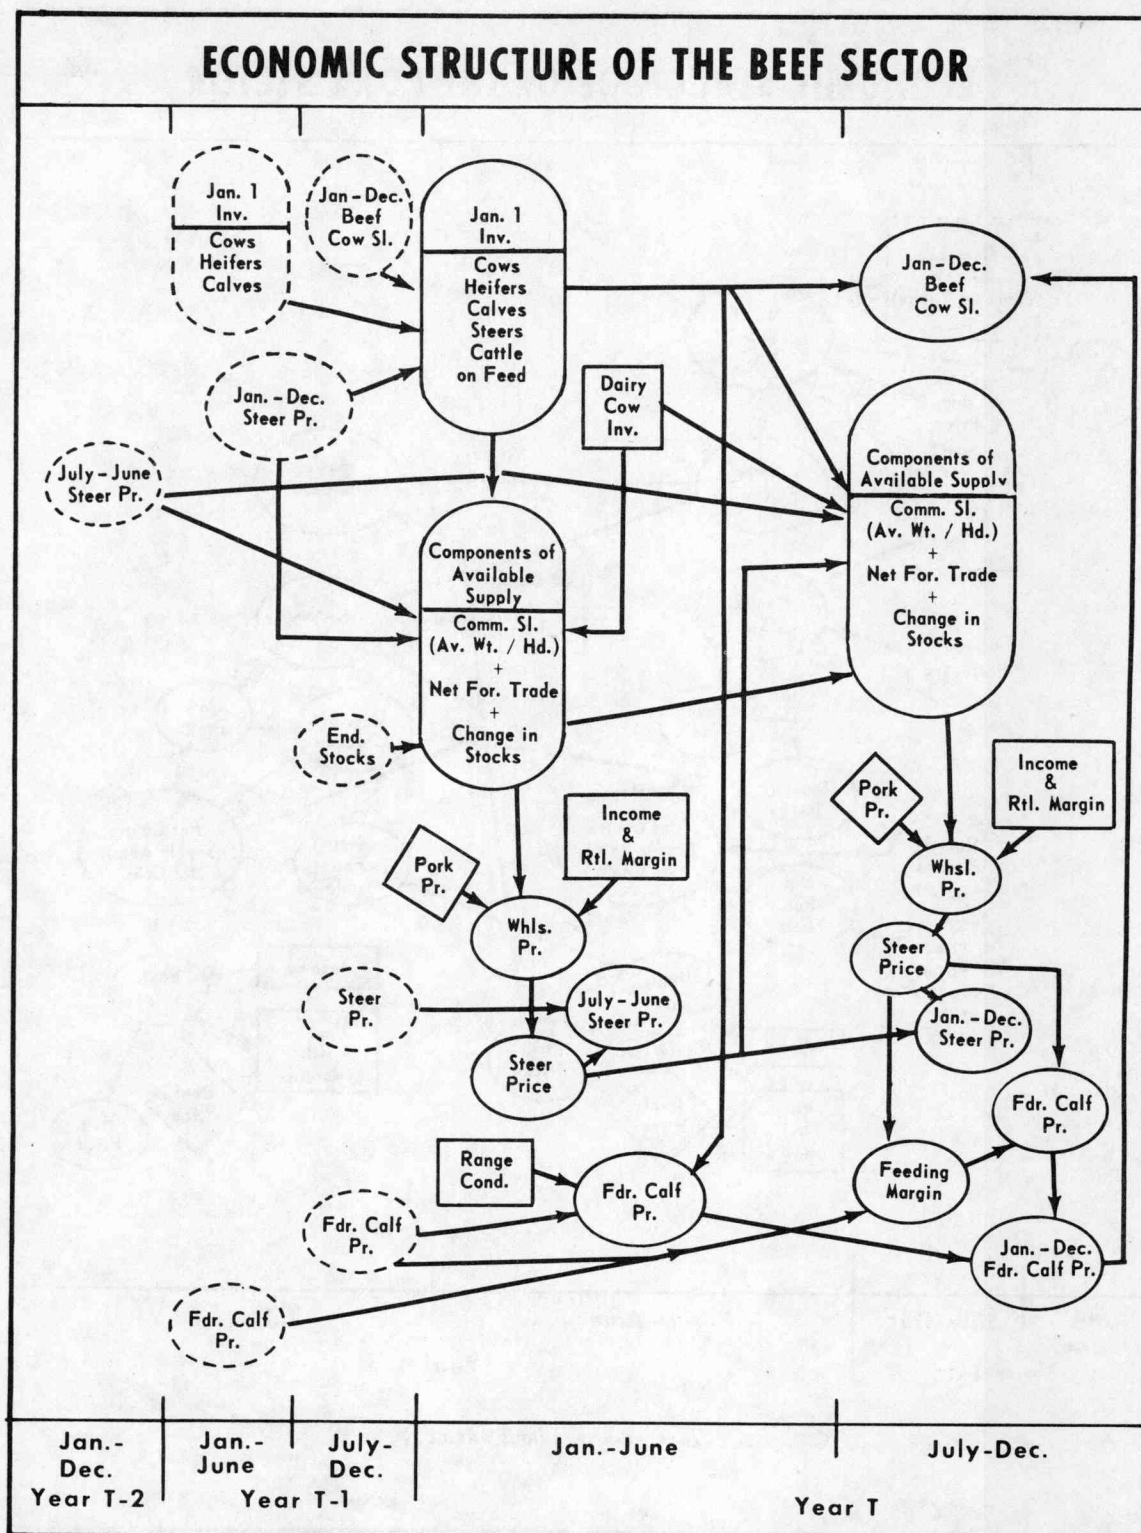 ECONOMIC STRUCTURE OF THE BEEF SECTOR
Jan. 1
Inv.
Cows
Heifers
Calves
Jan-Dec.
Beef
Cow Sl.
Jan. 1
Inv.
Cows
Heifers
Calves
Steers
Cattle
on Feed
Jan-Dec.
Beef
Cow Sl.
Jan.-Dec.
Steer Pr.
Dairy
Cow
Inv.
July-June
Steer Pr.
Components of
Available Supply
Comm. Sl.
(Av. Wt. / Hd.)
+
Net For. Trade
+
Change in
Stocks
Components of
Available
Supply
Comm. Sl.
(Av. Wt. / Hd.)
+
Net For. Trade
+
Change in
Stocks
End.
Stocks
Pork
Pr.
Income
&
Rtl. Margin
Pork
Pr.
Income
&
Rtl. Margin
Whls.
Pr.
Whsl.
Pr.
Steer
Pr.
July-June
Steer Pr.
Steer
Price
Steer
Price
Jan.-Dec.
Steer Pr.
Fdr. Calf
Pr.
Range
Cond.
Fdr. Calf
Pr.
Feeding
Margin
Fdr. Calf
Pr.
Jan.-Dec.
Fdr. Calf Pr.
Fdr. Calf
Pr.
Jan.-
Dec.
Year T-2
Jan.-
June
July-
Dec.
Year T-1
Jan.-June
July-Dec.
Year T